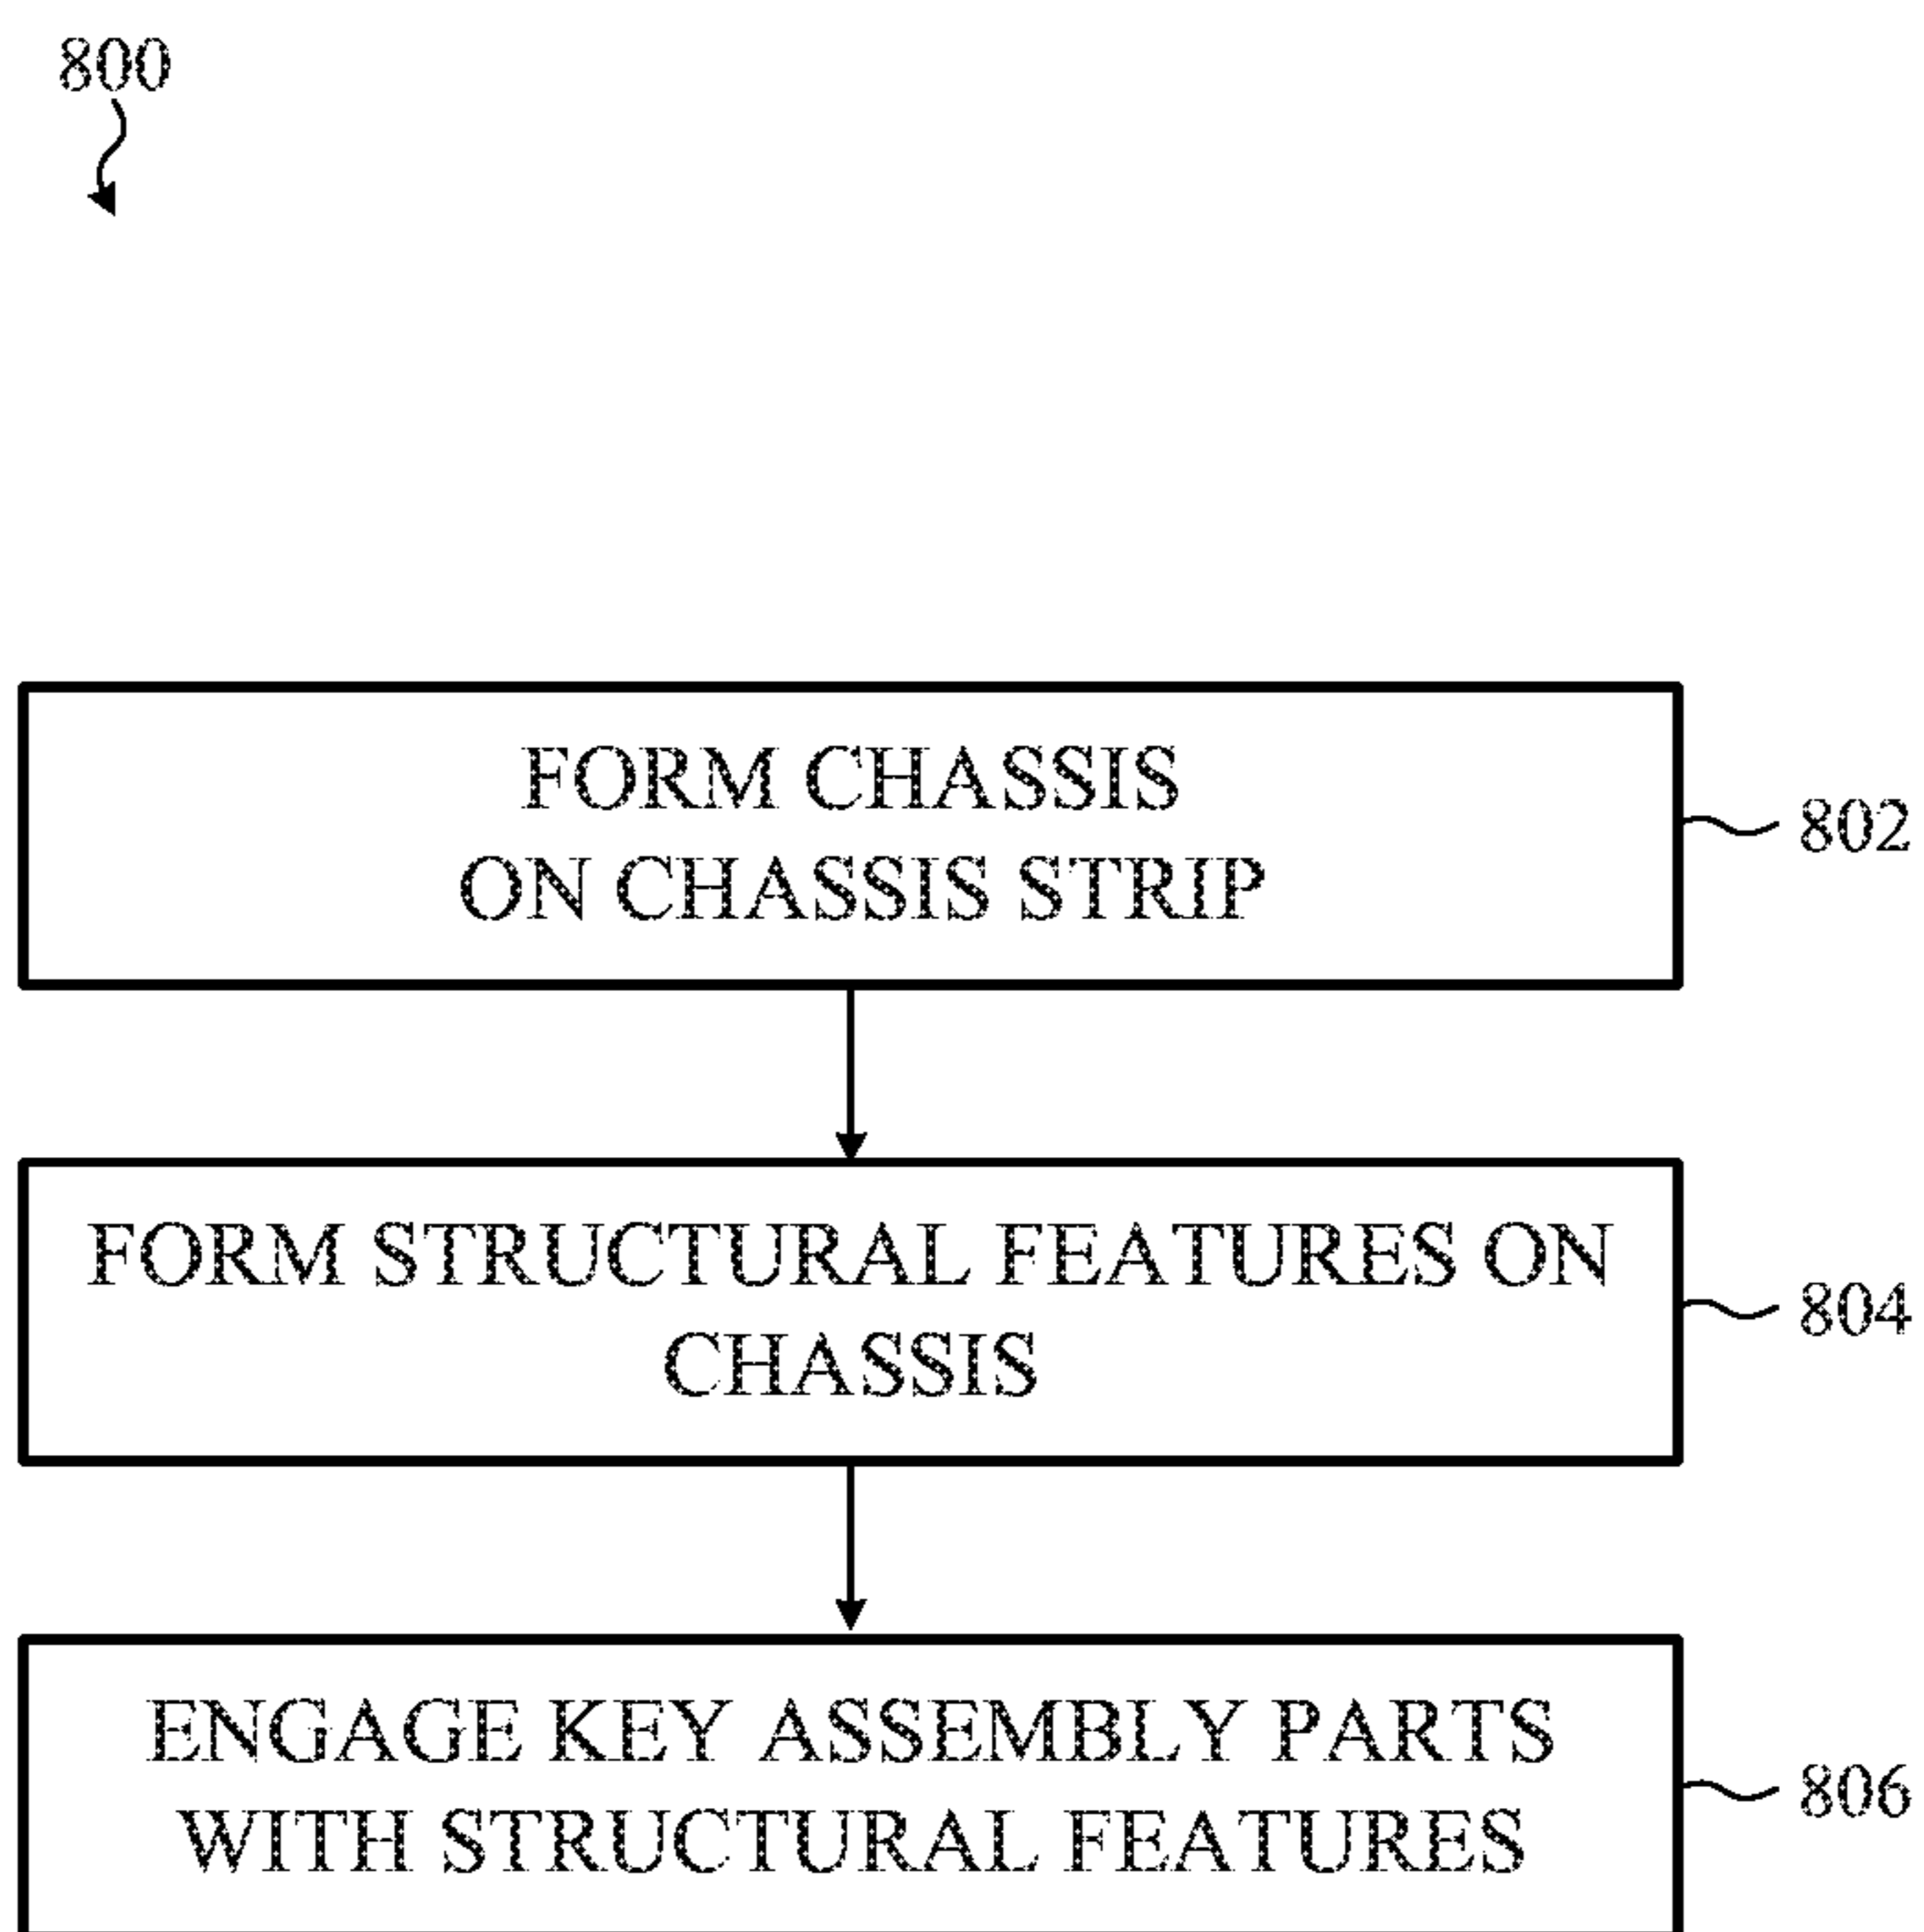 800
FORM CHASSIS
ON CHASSIS STRIP
802
FORM STRUCTURAL FEATURES ON
CHASSIS
804
ENGAGE KEY ASSEMBLY PARTS
WITH STRUCTURAL FEATURES
806